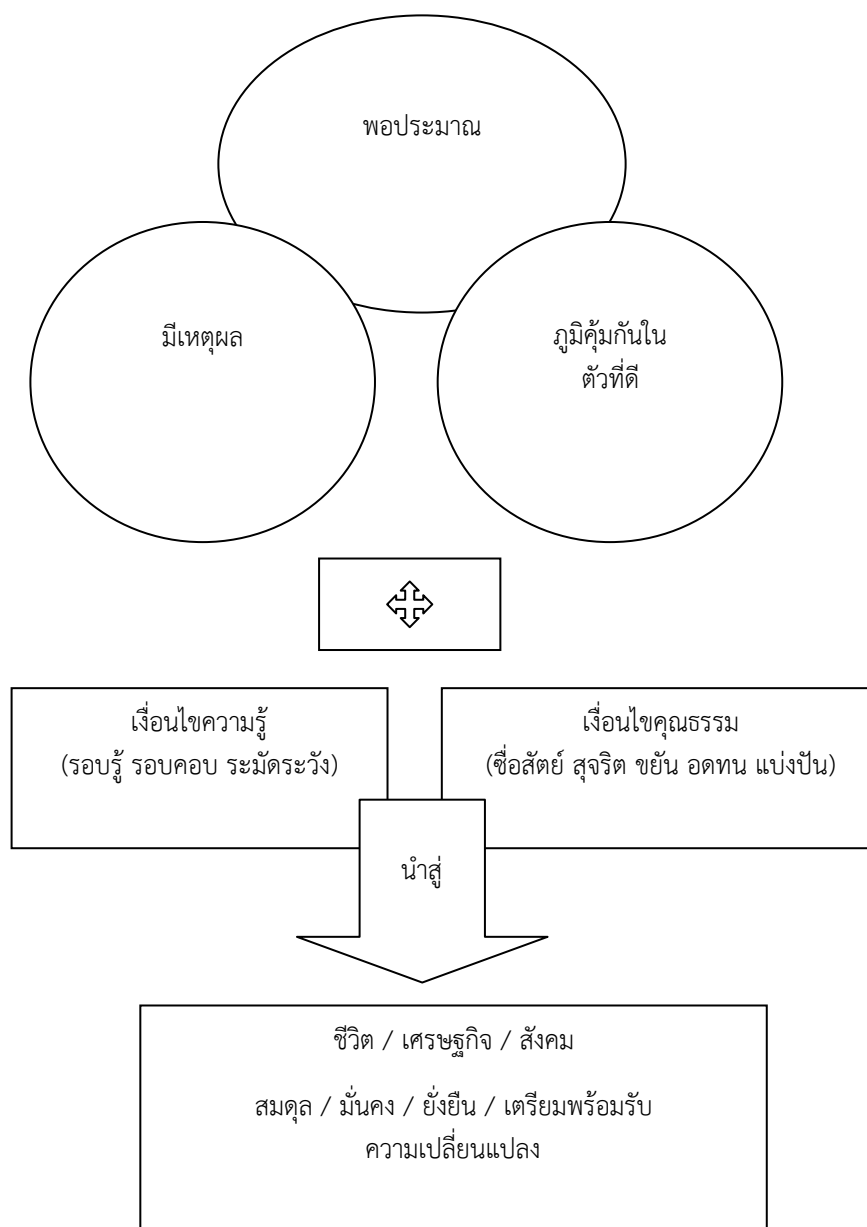 พอประมาณ
มีเหตุผล
ภูมิคุ้มกันใน
ตัวที่ดี
เงื่อนไขความรู้
(รอบรู้ รอบคอบ ระมัดระวัง)
เงื่อนไขคุณธรรม
(ซื่อสัตย์ สุจริต ขยัน อดทน แบ่งปัน)
นำสู่
ชีวิต / เศรษฐกิจ / สังคม
สมดุล / มั่นคง / ยั่งยืน / เตรียมพร้อมรับ
ความเปลี่ยนแปลง